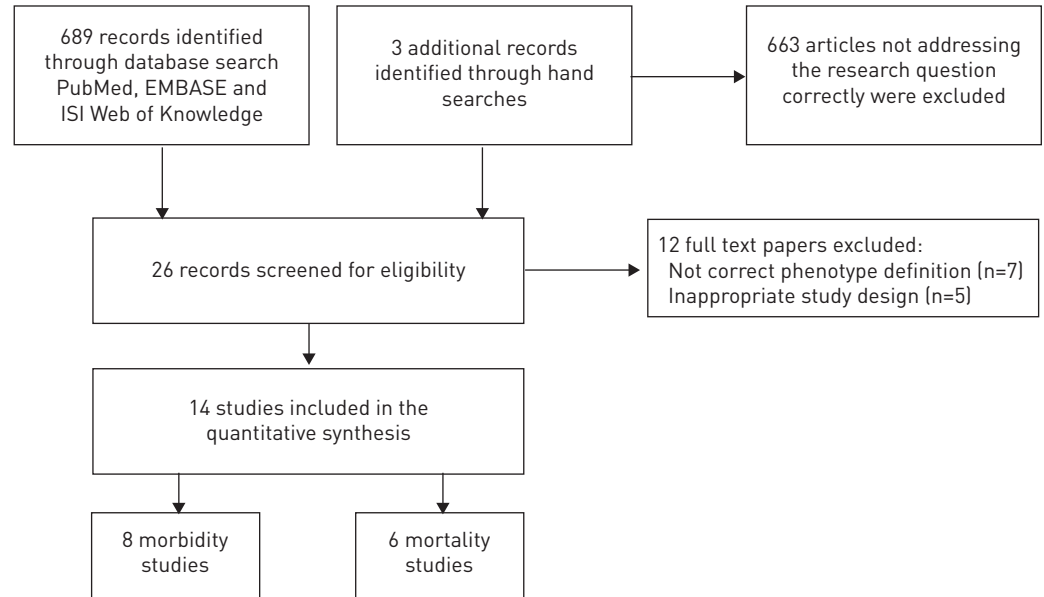 689 records identified
through database search
PubMed, EMBASE and
ISI Web of Knowledge
3 additional records
identified through hand
searches
663 articles not addressing
the research question
correctly were excluded
26 records screened for eligibility
12 full text papers excluded:
Not correct phenotype definition (n=7)
Inappropriate study design (n=5)
14 studies included in the
quantitative synthesis
8 morbidity
studies
6 mortality
studies